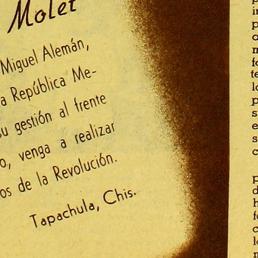 Molet
Miguel Alemán,
a República Me-
su gestión al frente
o, venga a realizar
os de la Revolución.
Tapachula, Chis.